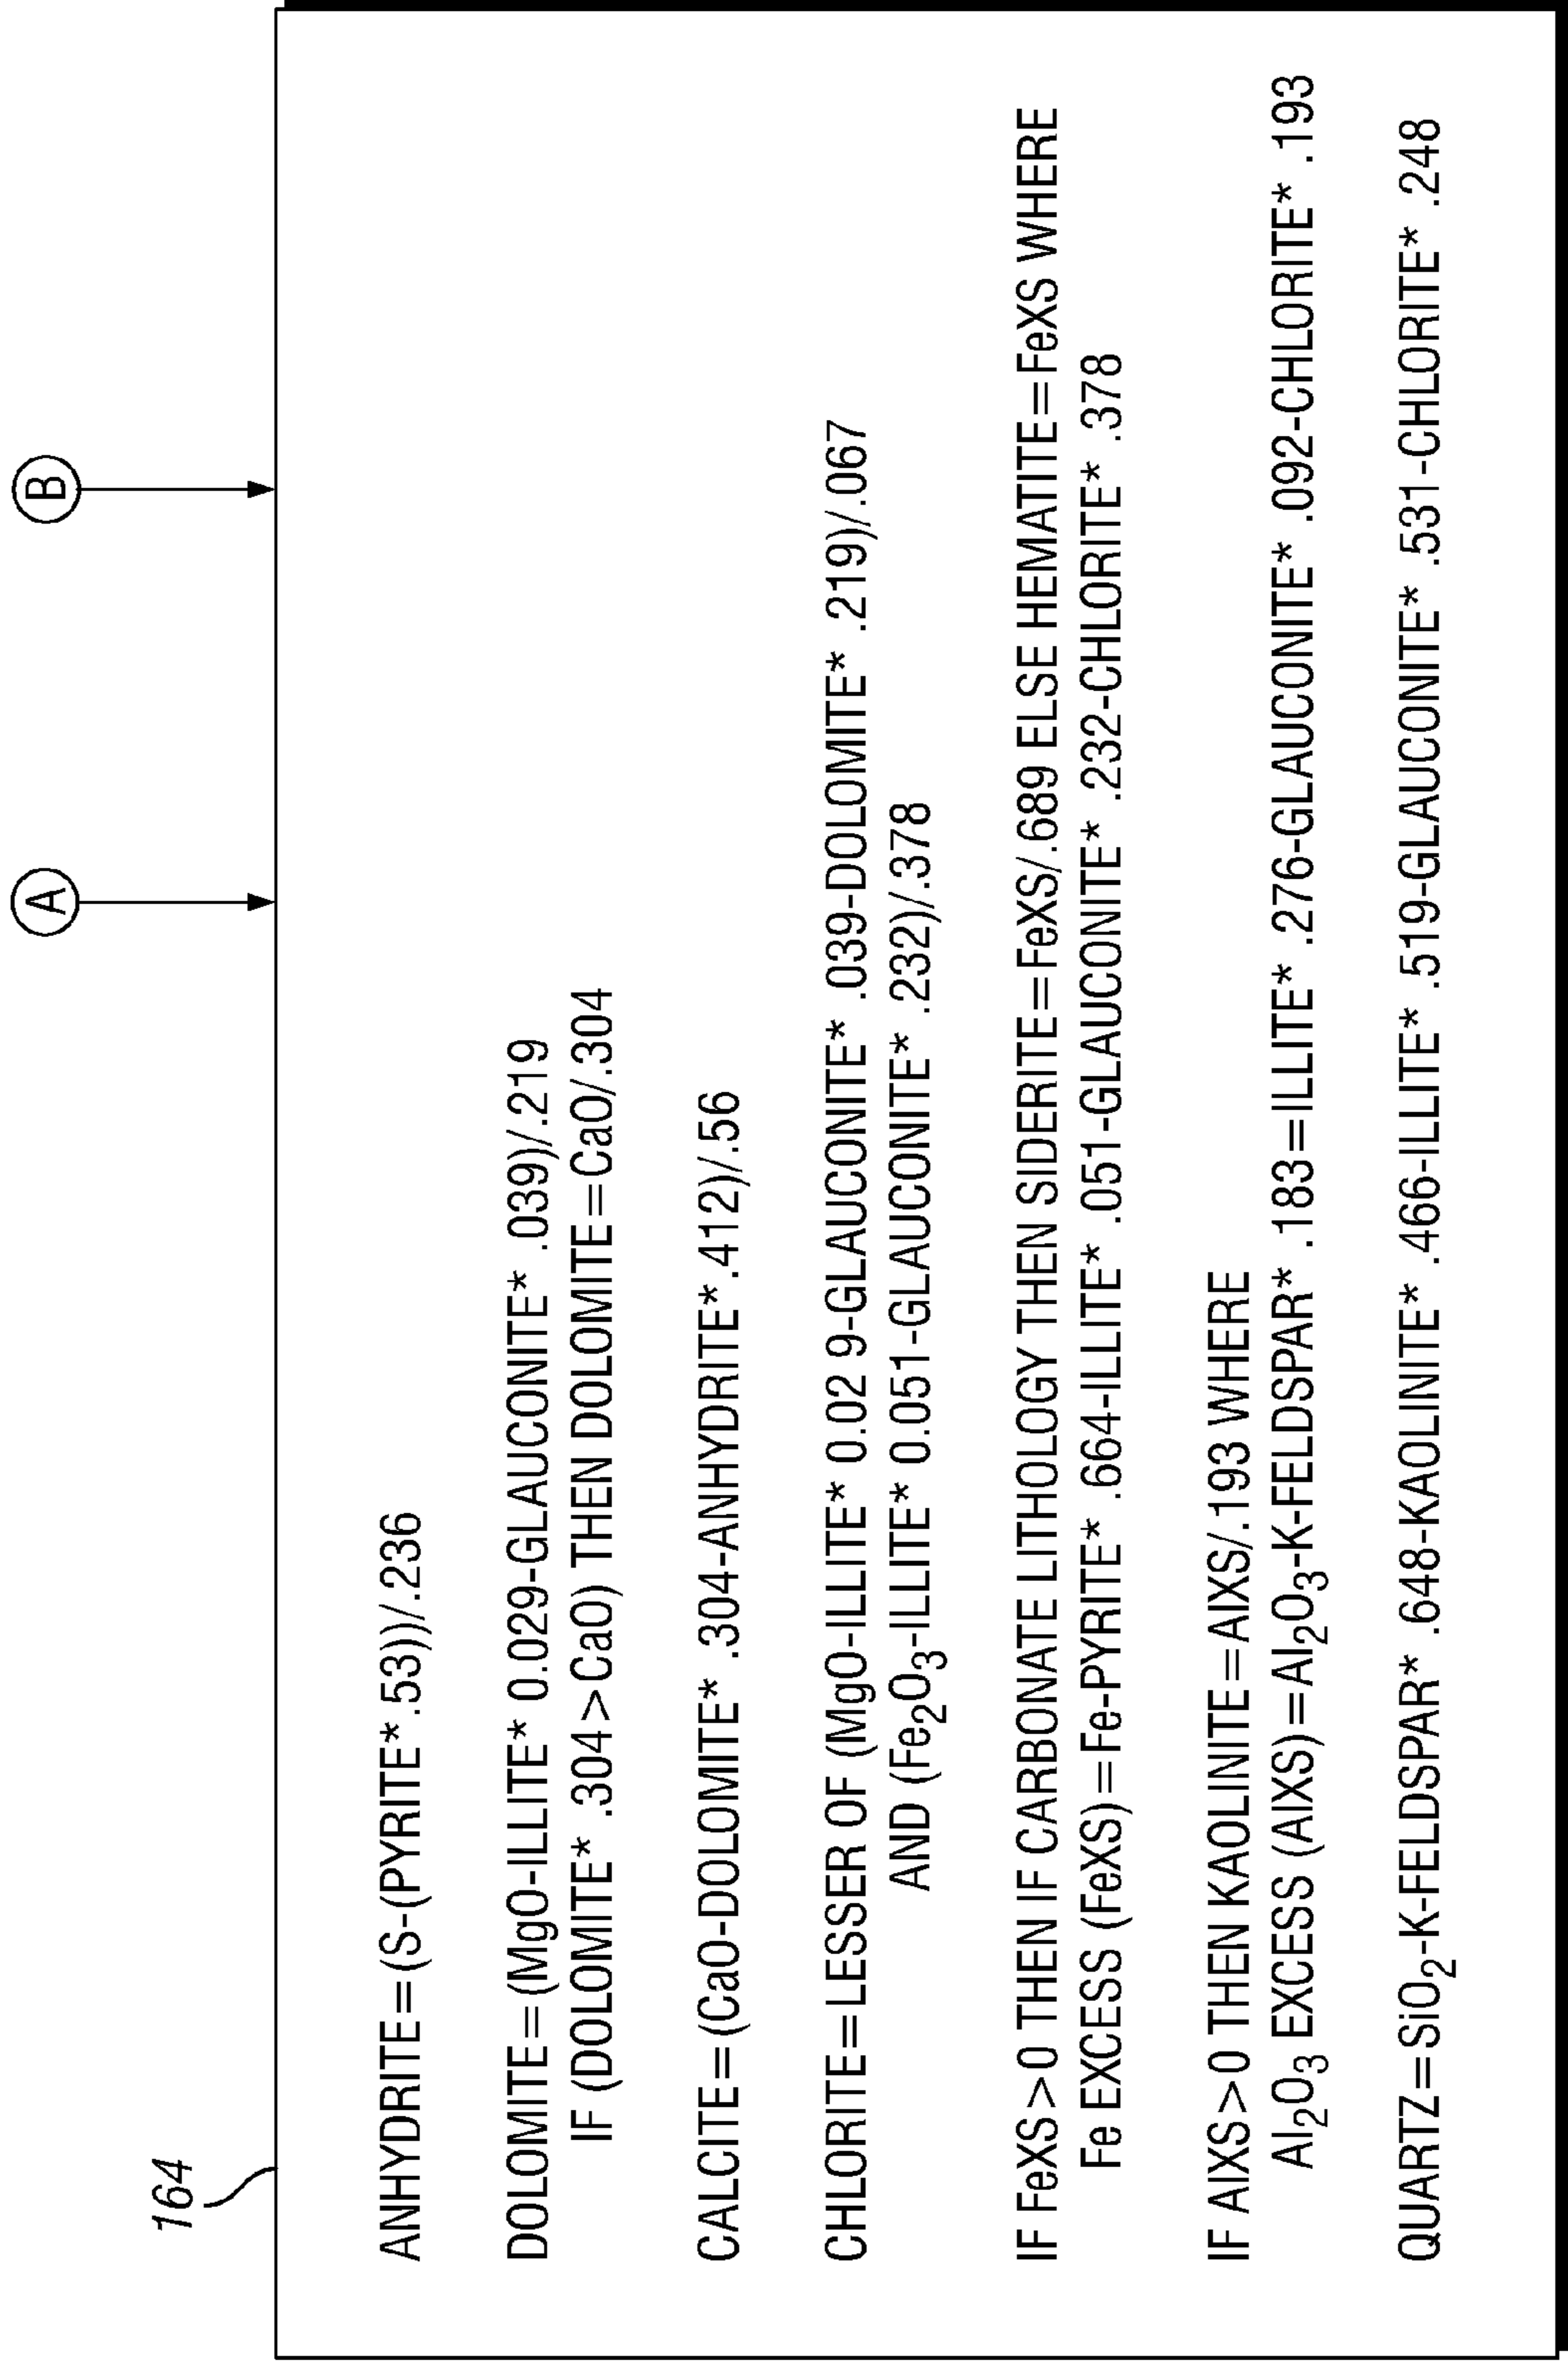 A
B
164
ANHYDRITE=(S-(PYRITE*.53))/.236
DOLOMITE=(MgO-ILLITE* 0.029-GLAUCONITE* .039)/.219
IF (DOLOMITE* .304>CaO) THEN DOLOMITE=CaO/.304
CALCITE=(CaO-DOLOMITE* .304-ANHYDRITE*.412)/.56
CHLORITE=LESSER OF (MgO-ILLITE* 0.02 9-GLAUCONITE* .039-DOLOMITE* .219)/.067
AND (Fe₂O₃-ILLITE* 0.051-GLAUCONITE* .232)/.378
IF FeXS>0 THEN IF CARBONATE LITHOLOGY THEN SIDERITE=FeXS/.689 ELSE HEMATITE=FeXS WHERE
Fe EXCESS (FeXS)=Fe-PYRITE* .664-ILLITE* .051-GLAUCONITE* .232-CHLORITE* .378
IF AlXS>0 THEN KAOLINITE=AlXS/.193 WHERE
Al₂O₃ EXCESS (AlXS)=Al₂O₃-K-FELDSPAR* .183=ILLITE* .276-GLAUCONITE* .092-CHLORITE* .193
QUARTZ=SiO₂-K-FELDSPAR* .648-KAOLINITE* .466-ILLITE* .519-GLAUCONITE* .531-CHLORITE* .248